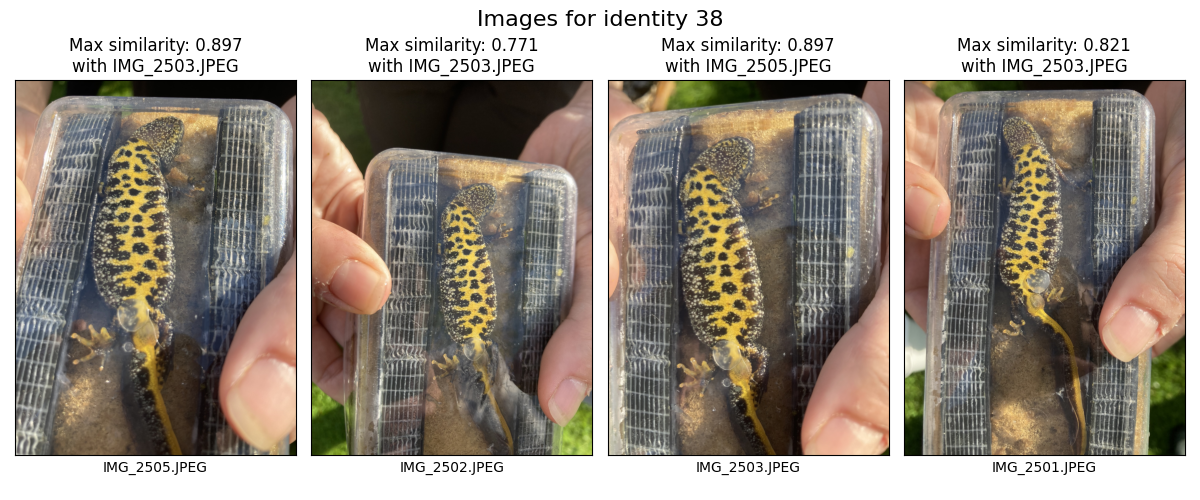 Images for identity 38
Max similarity: 0.897
with IMG_2503.JPEG
Max similarity: 0.771
with IMG_2503.JPEG
Max similarity: 0.897
with IMG_2505.JPEG
Max similarity: 0.821
with IMG_2503.JPEG
IMG_2505.JPEG
IMG_2502.JPEG
IMG_2503.JPEG
IMG_2501.JPEG